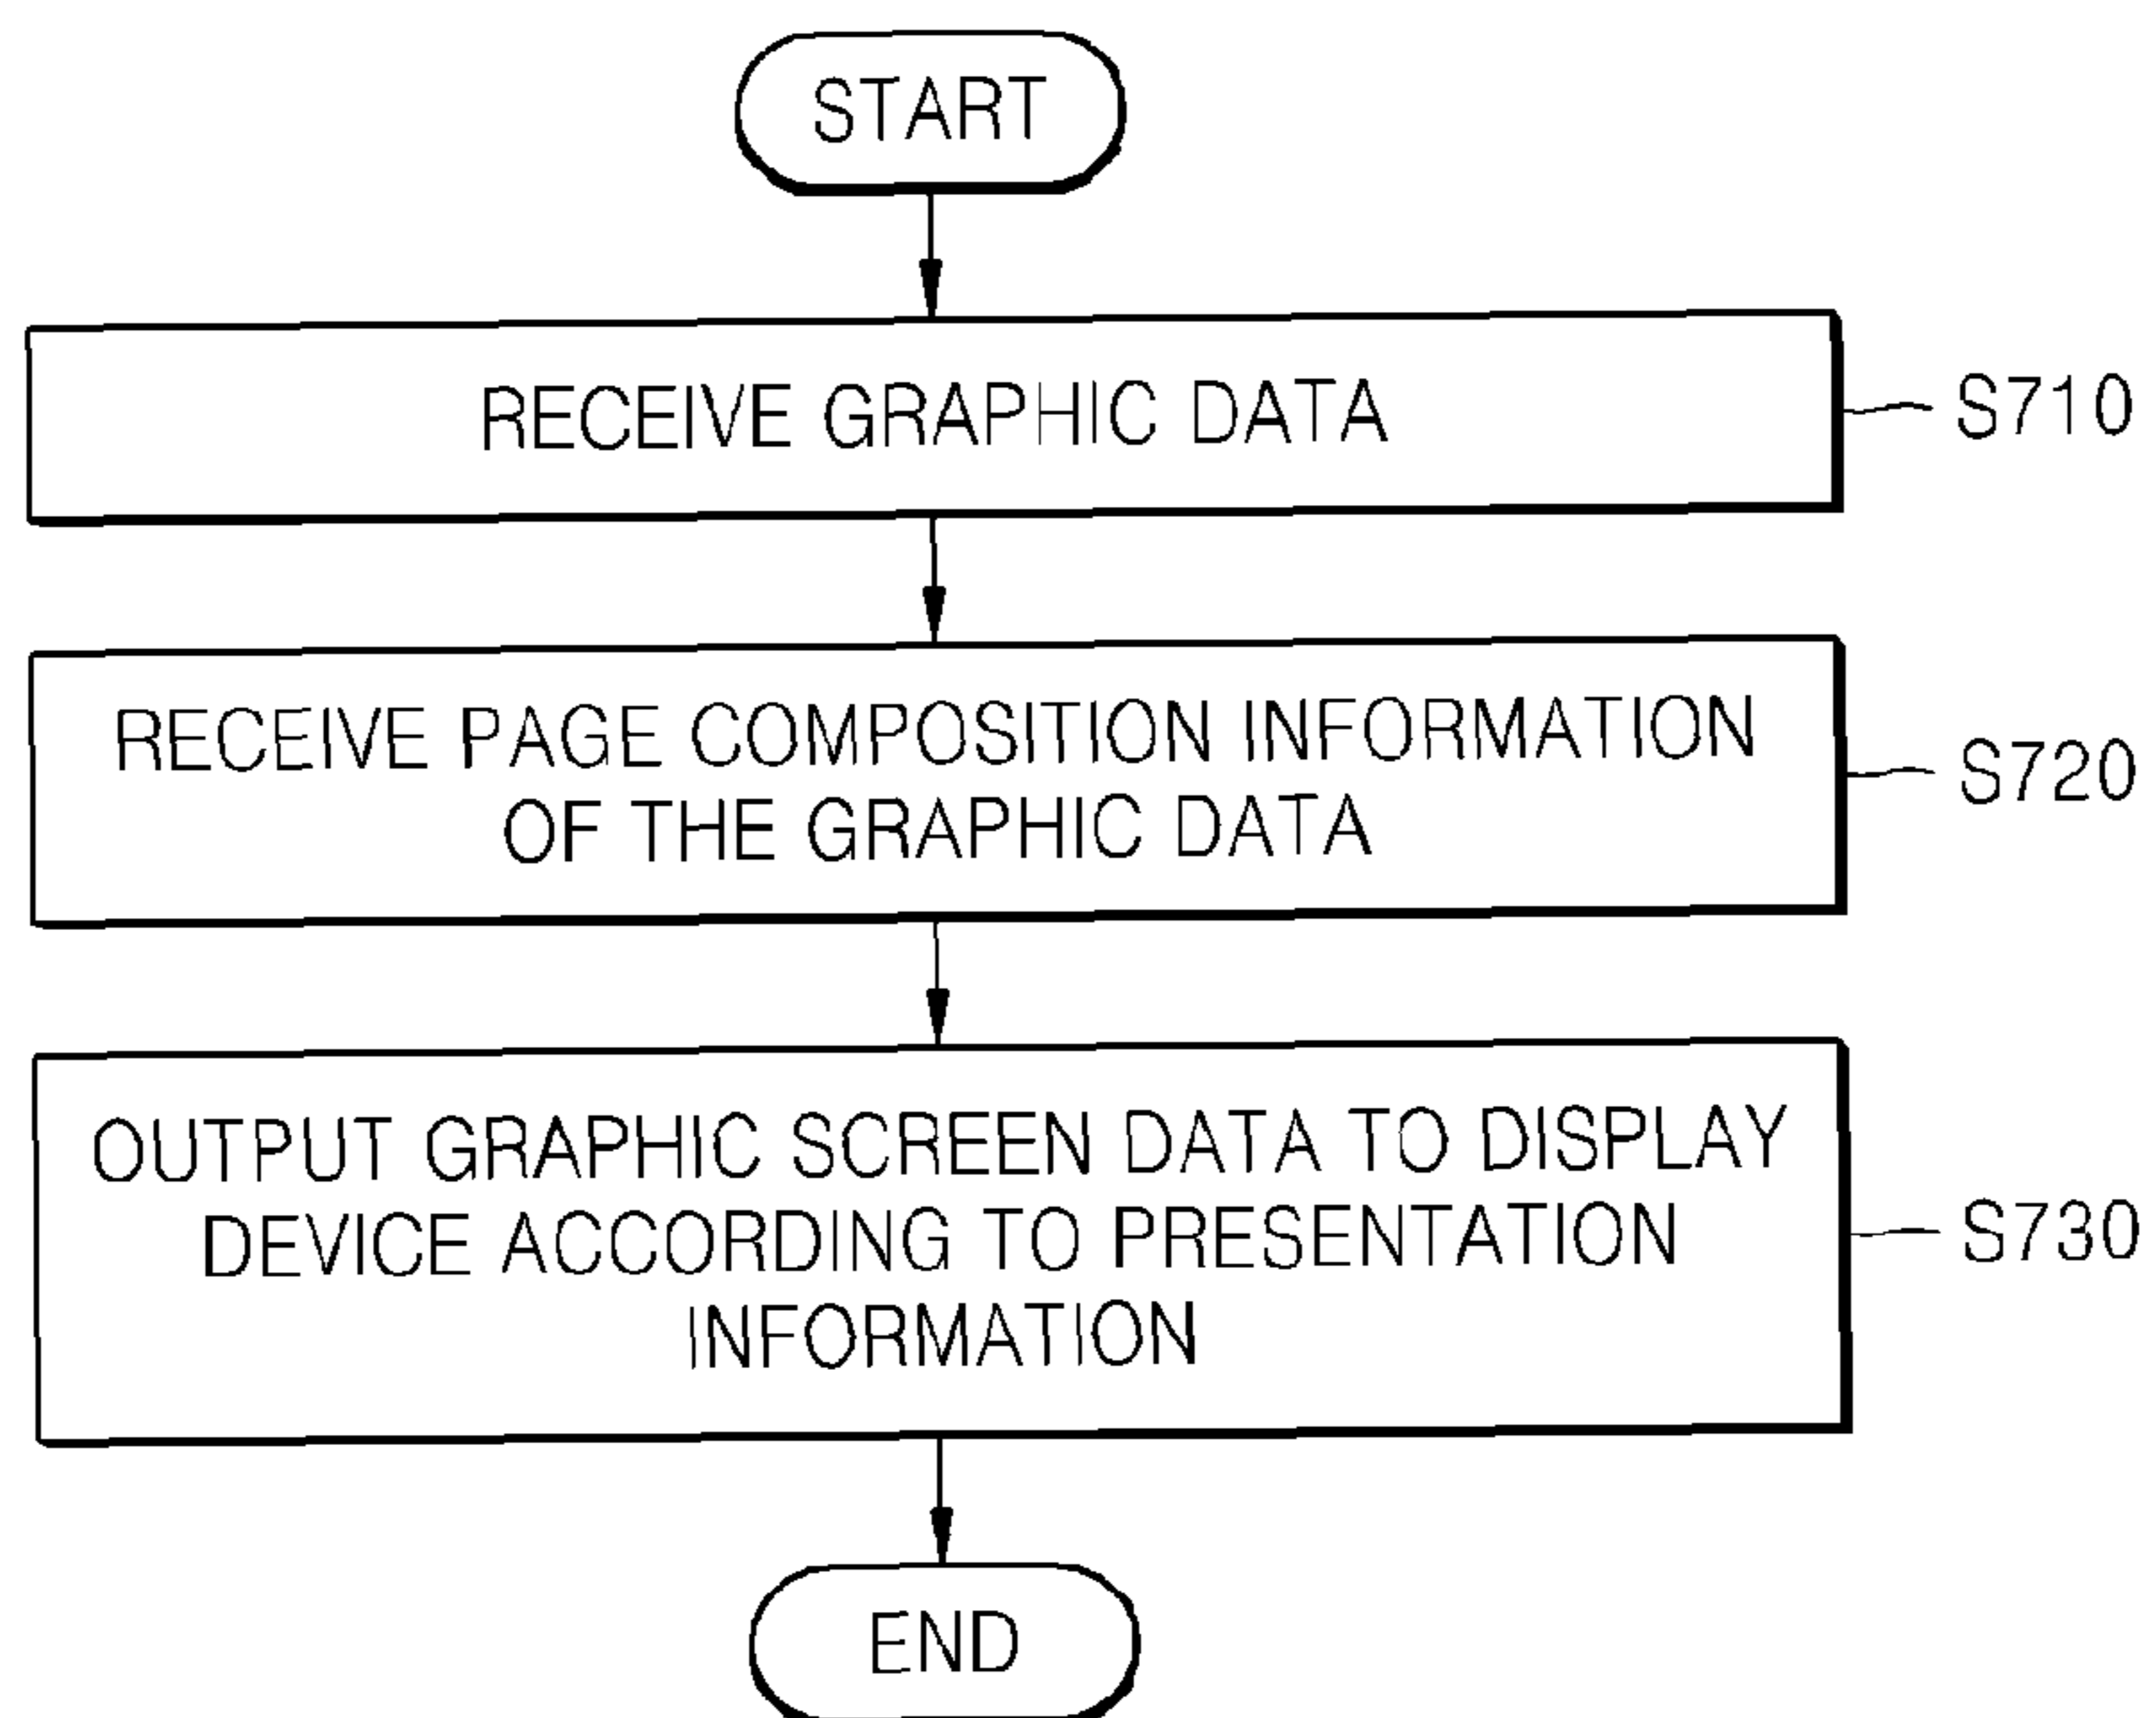 START
RECEIVE GRAPHIC DATA
S710
RECEIVE PAGE COMPOSITION INFORMATION
OF THE GRAPHIC DATA
S720
OUTPUT GRAPHIC SCREEN DATA TO DISPLAY
DEVICE ACCORDING TO PRESENTATION
INFORMATION
S730
END